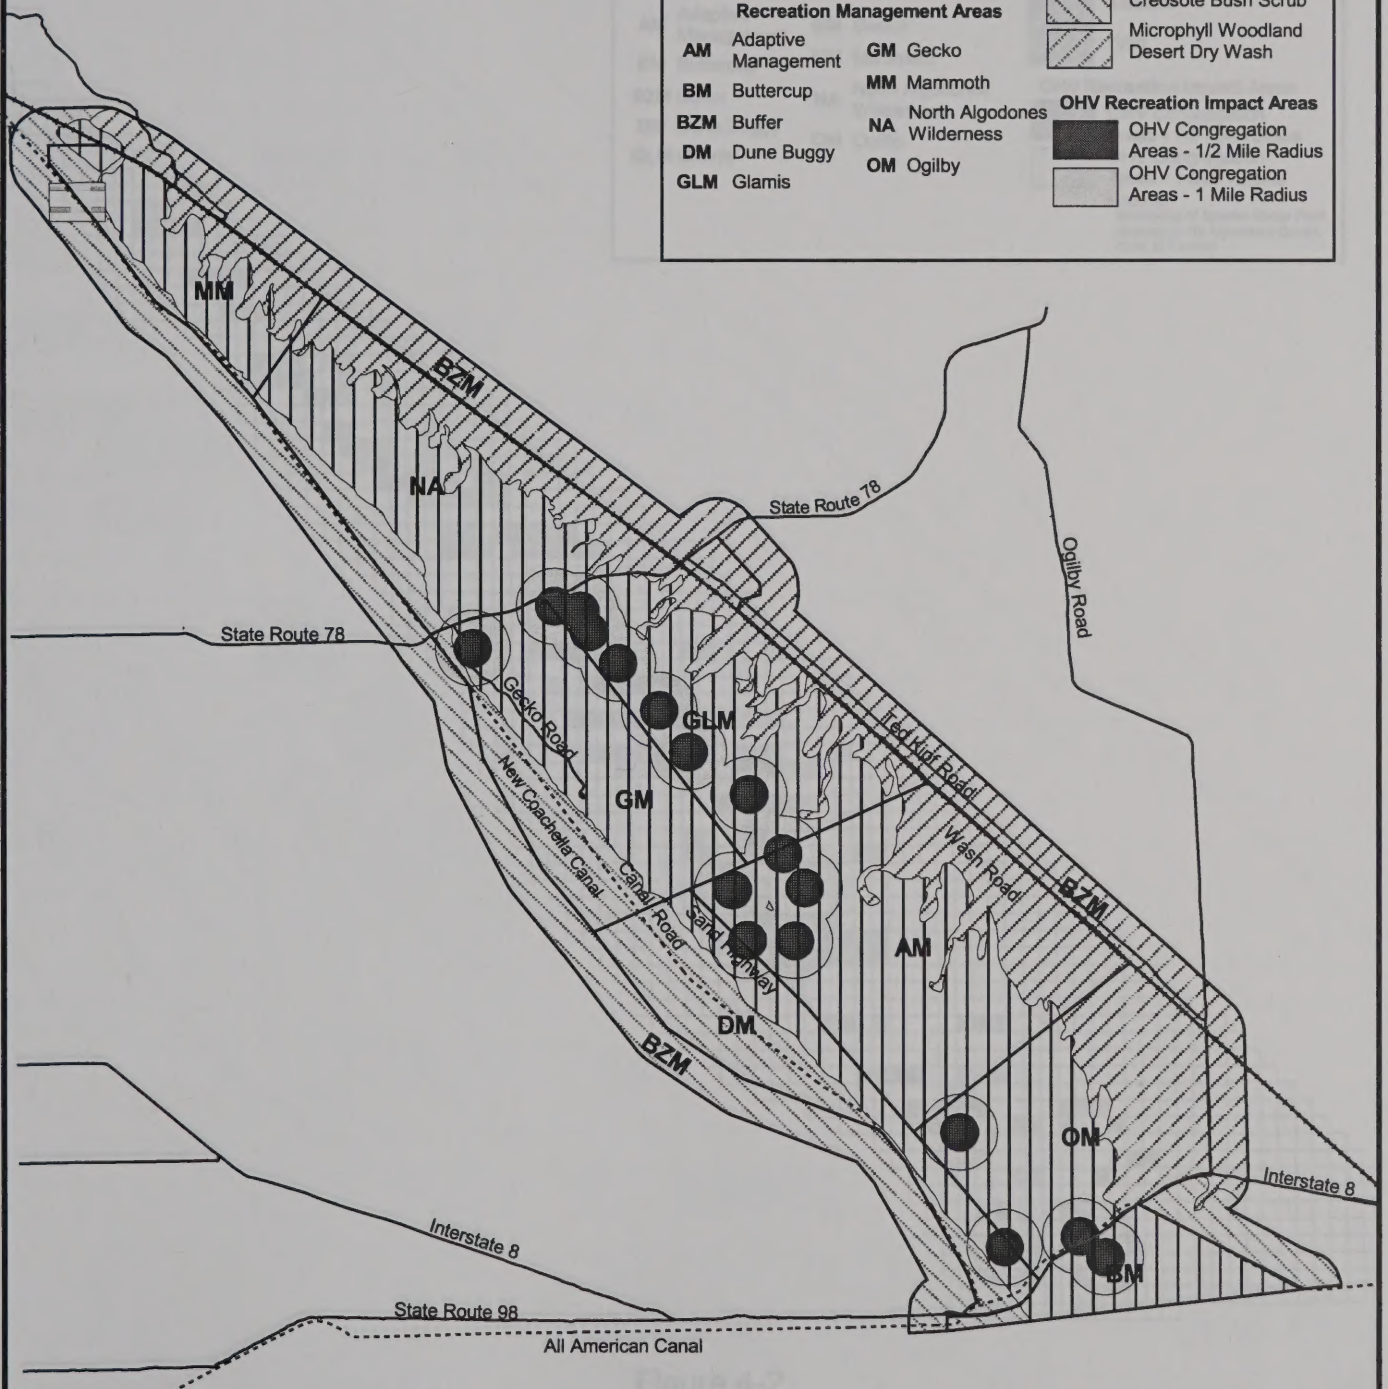 Recreation Management Areas
AM Adaptive Management
BM Buttercup
BZM Buffer
DM Dune Buggy
GLM Glamis
GM Gecko
MM Mammoth
NA North Algodones Wilderness
OM Ogilby
Creosote Bush Scrub
Microphyll Woodland
Desert Dry Wash
OHV Recreation Impact Areas
OHV Congregation
Areas - 1/2 Mile Radius
OHV Congregation
Areas - 1 Mile Radius
MM
BZM
NA
State Route 78
Ogilby Road
State Route 78
Gecko Road
GLM
Ted Kipf Road
New Coachella Canal
GM
Wash Road
Canal Road
BZM
Sand Highway
AM
DM
BZM
OM
Interstate 8
Interstate 8
BM
State Route 98
All American Canal
Figure 4-2